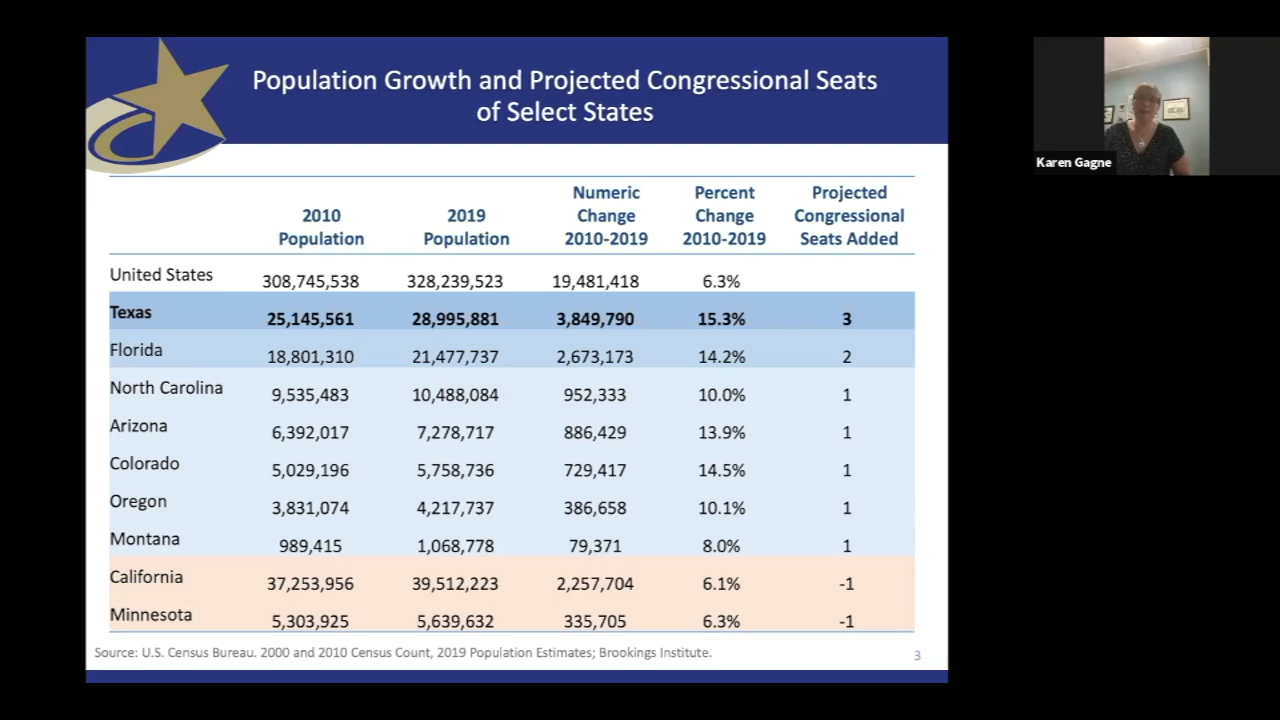 Population Growth and Projected Congressional Seats
of Select States
2010 Population 2019 Population Numeric Change 2010-2019 Percent Change 2010-2019 Projected Congressional Seats Added
United States 308,745,538 328,239,523 19,481,418 6.3%
Texas 25,145,561 28,995,881 3,849,790 15.3% 3
Florida 18,801,310 21,477,737 2,673,173 14.2% 2
North Carolina 9,535,483 10,488,084 952,333 10.0% 1
Arizona 6,392,017 7,278,717 886,429 13.9% 1
Colorado 5,029,196 5,758,736 729,417 14.5% 1
Oregon 3,831,074 4,217,737 386,658 10.1% 1
Montana 989,415 1,068,778 79,371 8.0% 1
California 37,253,956 39,512,223 2,257,704 6.1% -1
Minnesota 5,303,925 5,639,632 335,705 6.3% -1
Source: U.S. Census Bureau. 2000 and 2010 Census Count, 2019 Population Estimates; Brookings Institute.
3
Karen Gagne